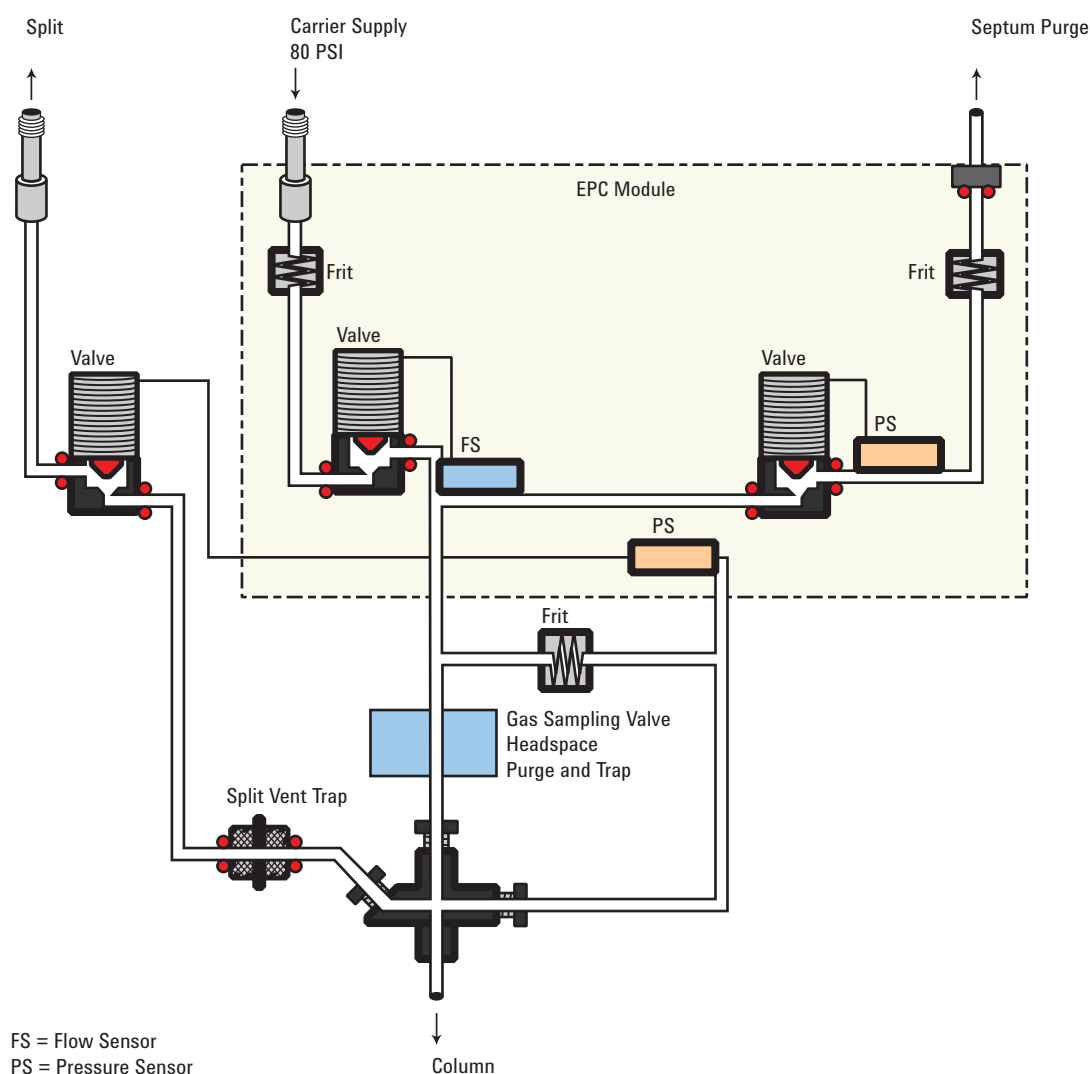 Split
Carrier Supply
80 PSI
Septum Purge
EPC Module
Frit
Frit
Valve
Valve
Valve
FS
PS
PS
Frit
Gas Sampling Valve
Headspace
Purge and Trap
Split Vent Trap
FS = Flow Sensor
PS = Pressure Sensor
Column